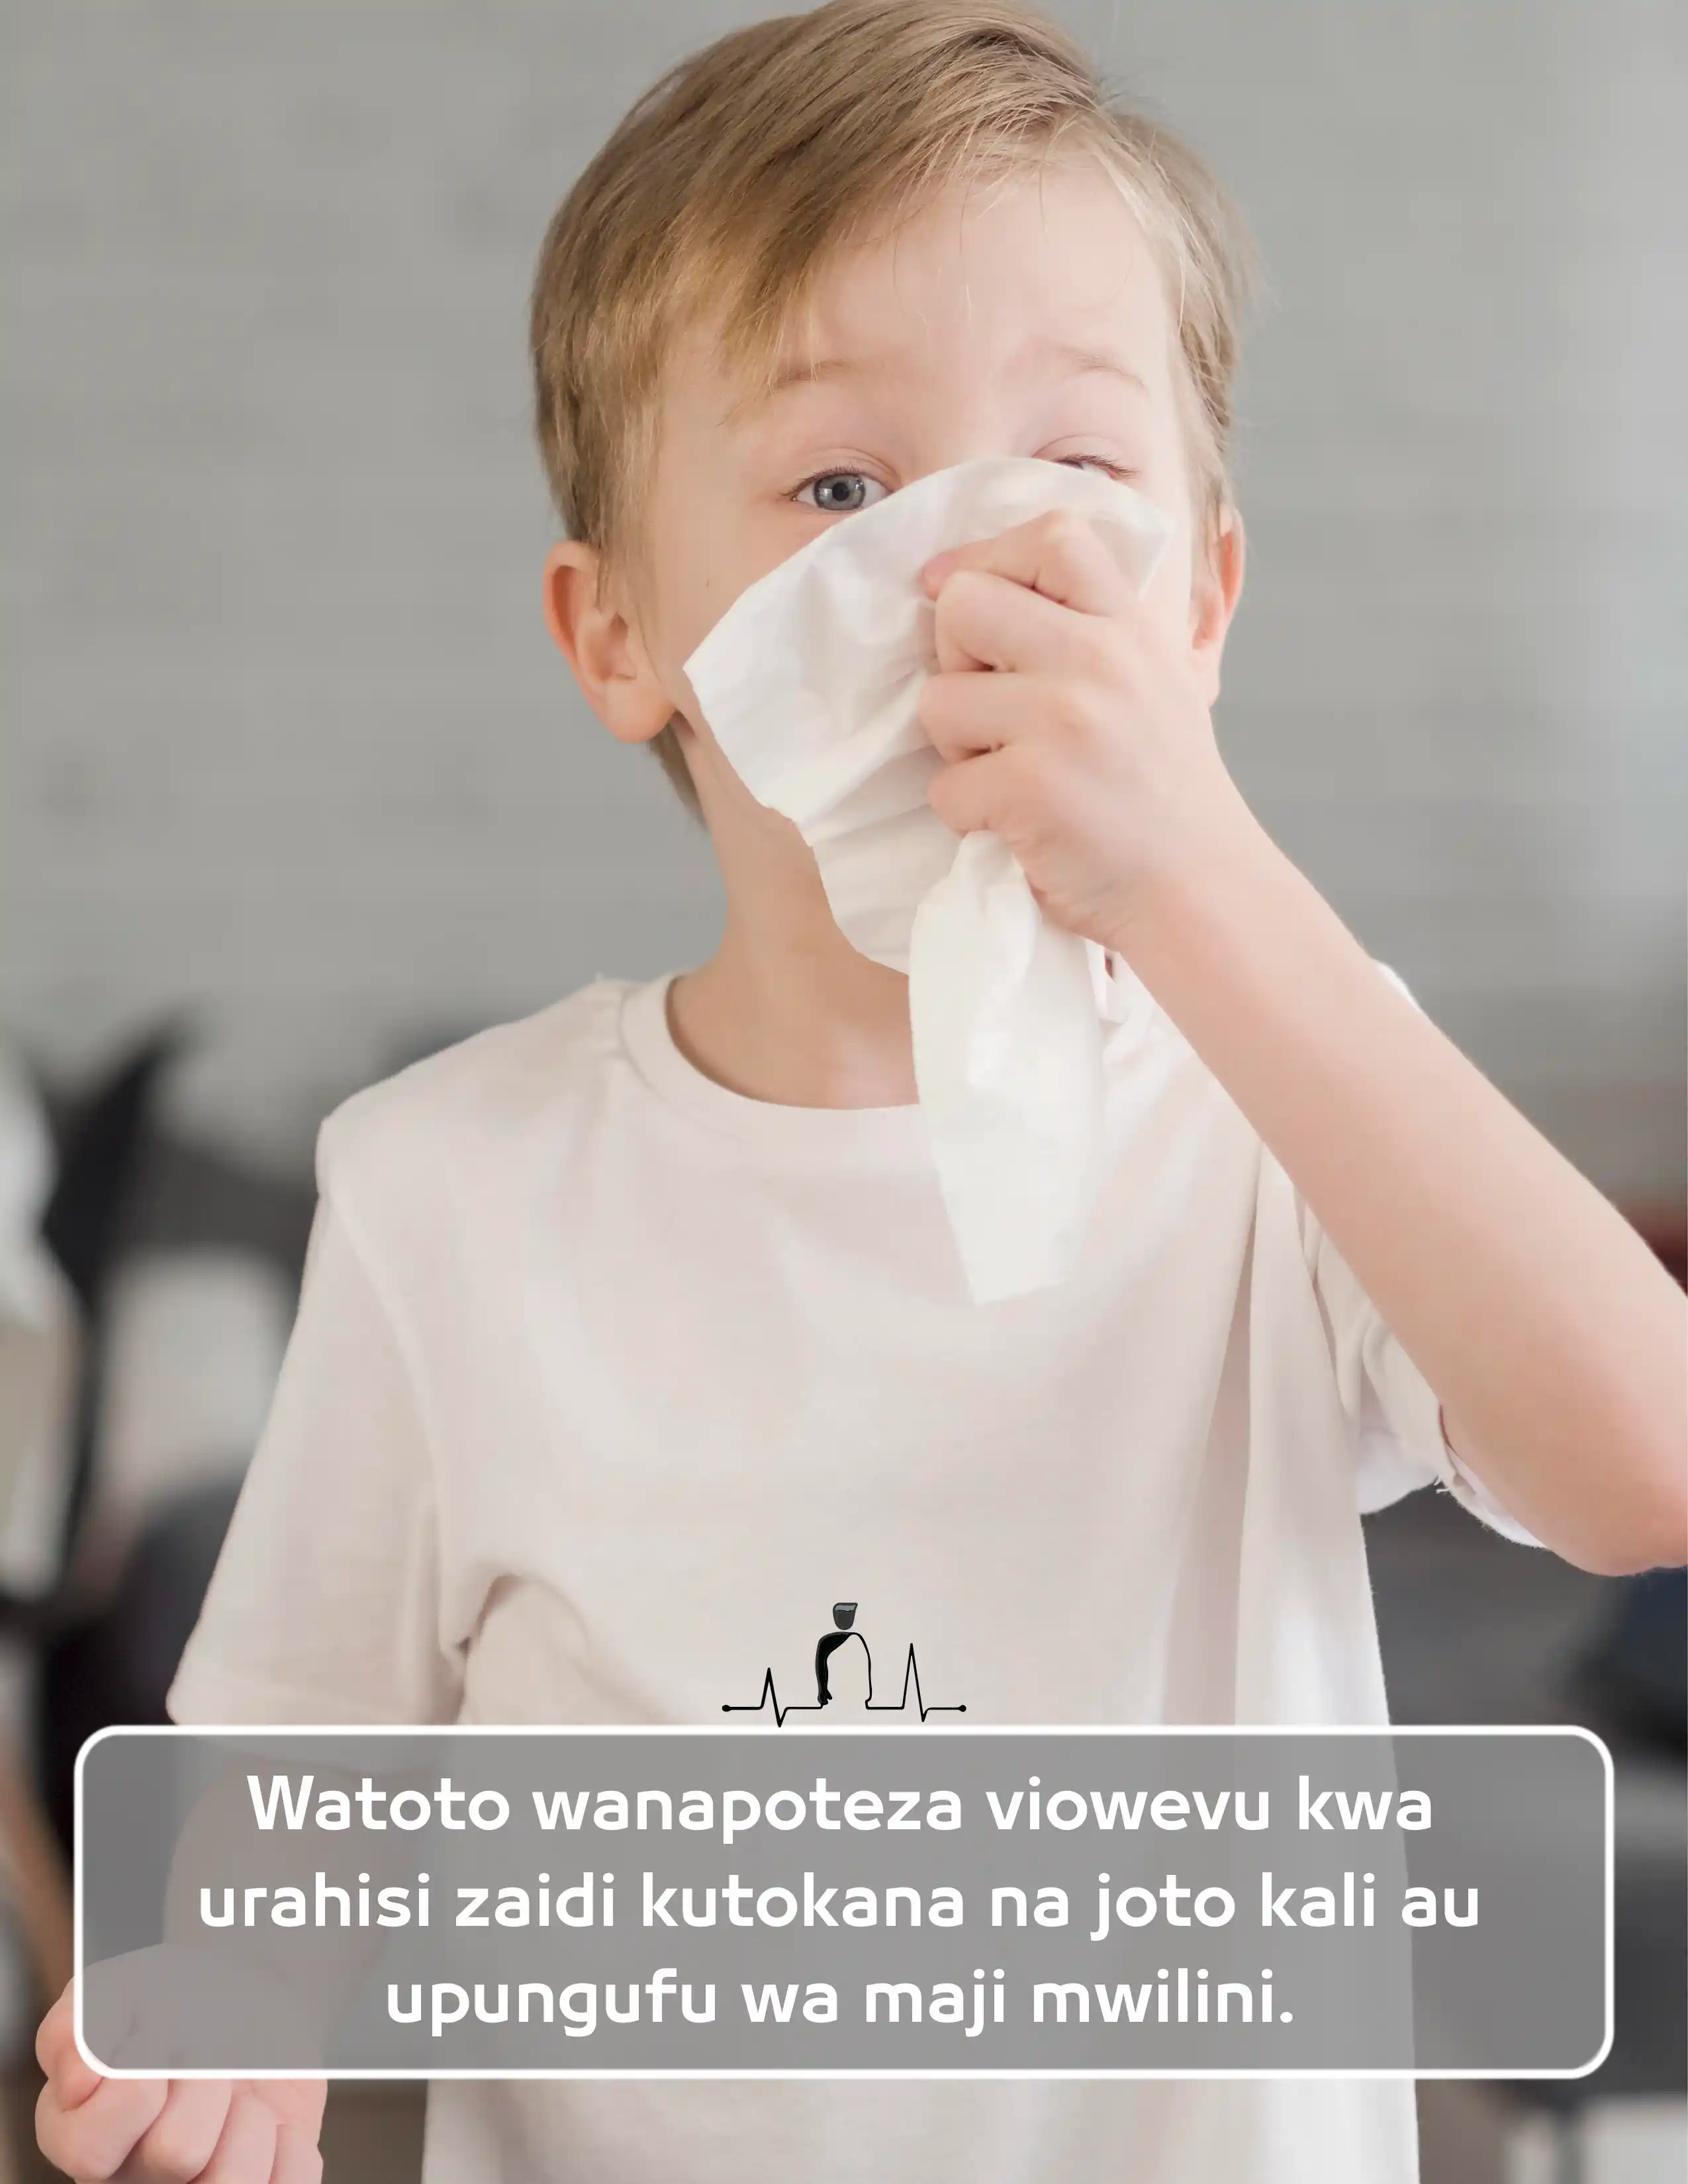 Watoto wanapoteza viowevu kwa
urahisi zaidi kutokana na joto kali au
upungufu wa maji mwilini.